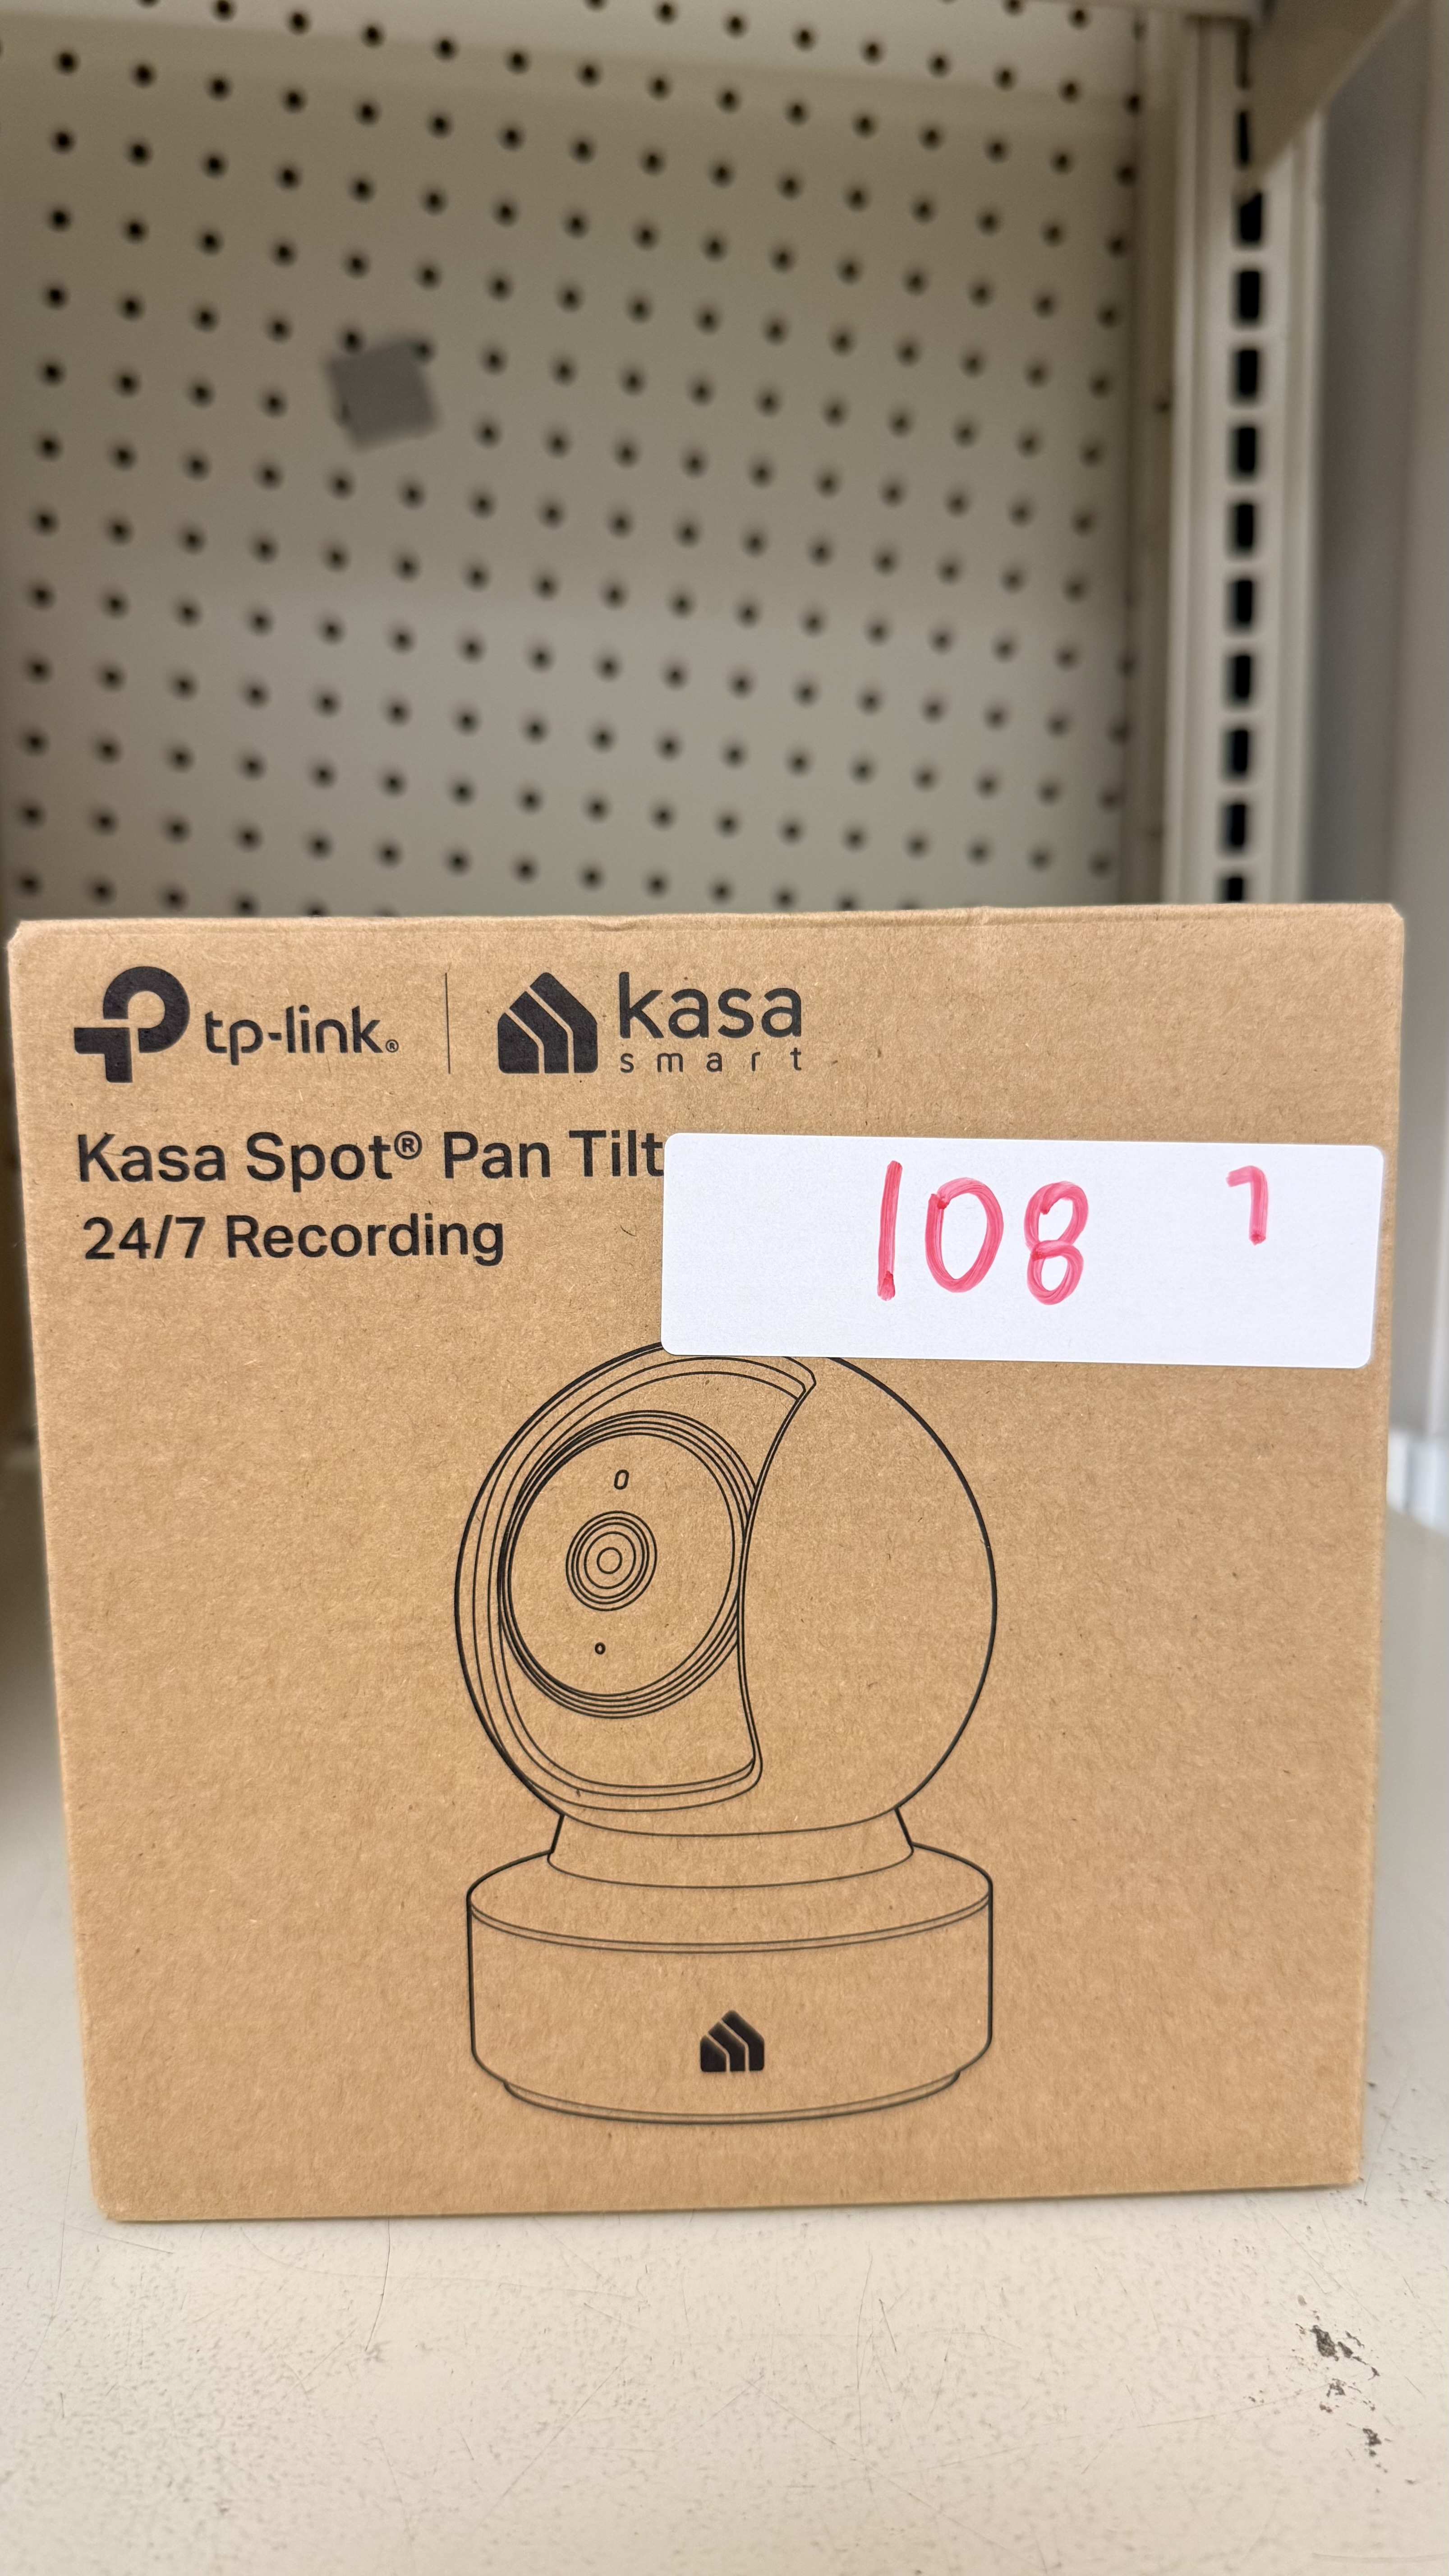 tp-link®
kasa
smart
Kasa Spot® Pan Tilt
24/7 Recording
108 7